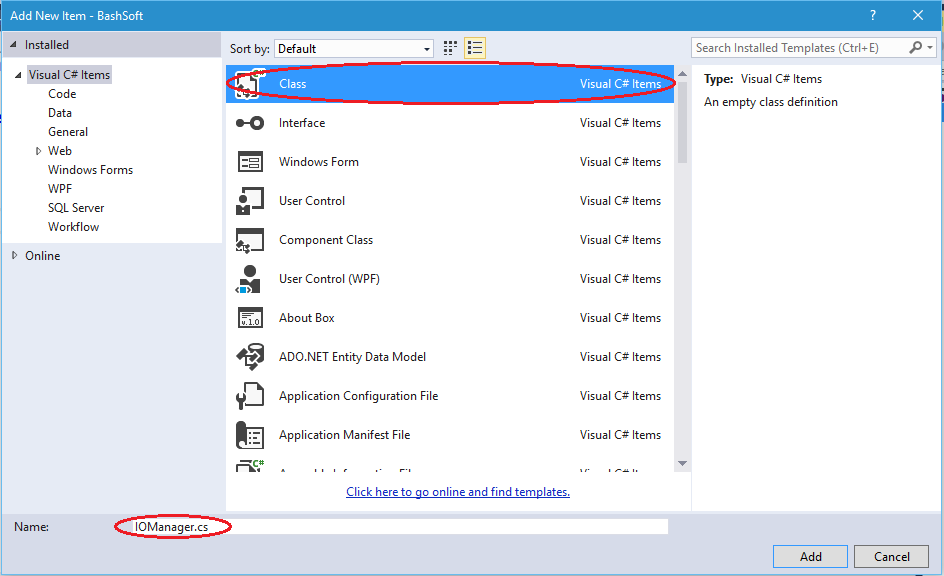 Add New Item - BashSoft
?
Installed
Sort by: Default
Search Installed Templates (Ctrl+E)
Visual C# Items
Code
Data
General
Web
Windows Forms
WPF
SQL Server
Workflow
Online
Class Visual C# Items
Interface Visual C# Items
Windows Form Visual C# Items
User Control Visual C# Items
Component Class Visual C# Items
User Control (WPF) Visual C# Items
About Box Visual C# Items
ADO.NET Entity Data Model Visual C# Items
Application Configuration File Visual C# Items
Application Manifest File Visual C# Items
Click here to go online and find templates.
Type: Visual C# Items
An empty class definition
Name: IOManager.cs
Add Cancel